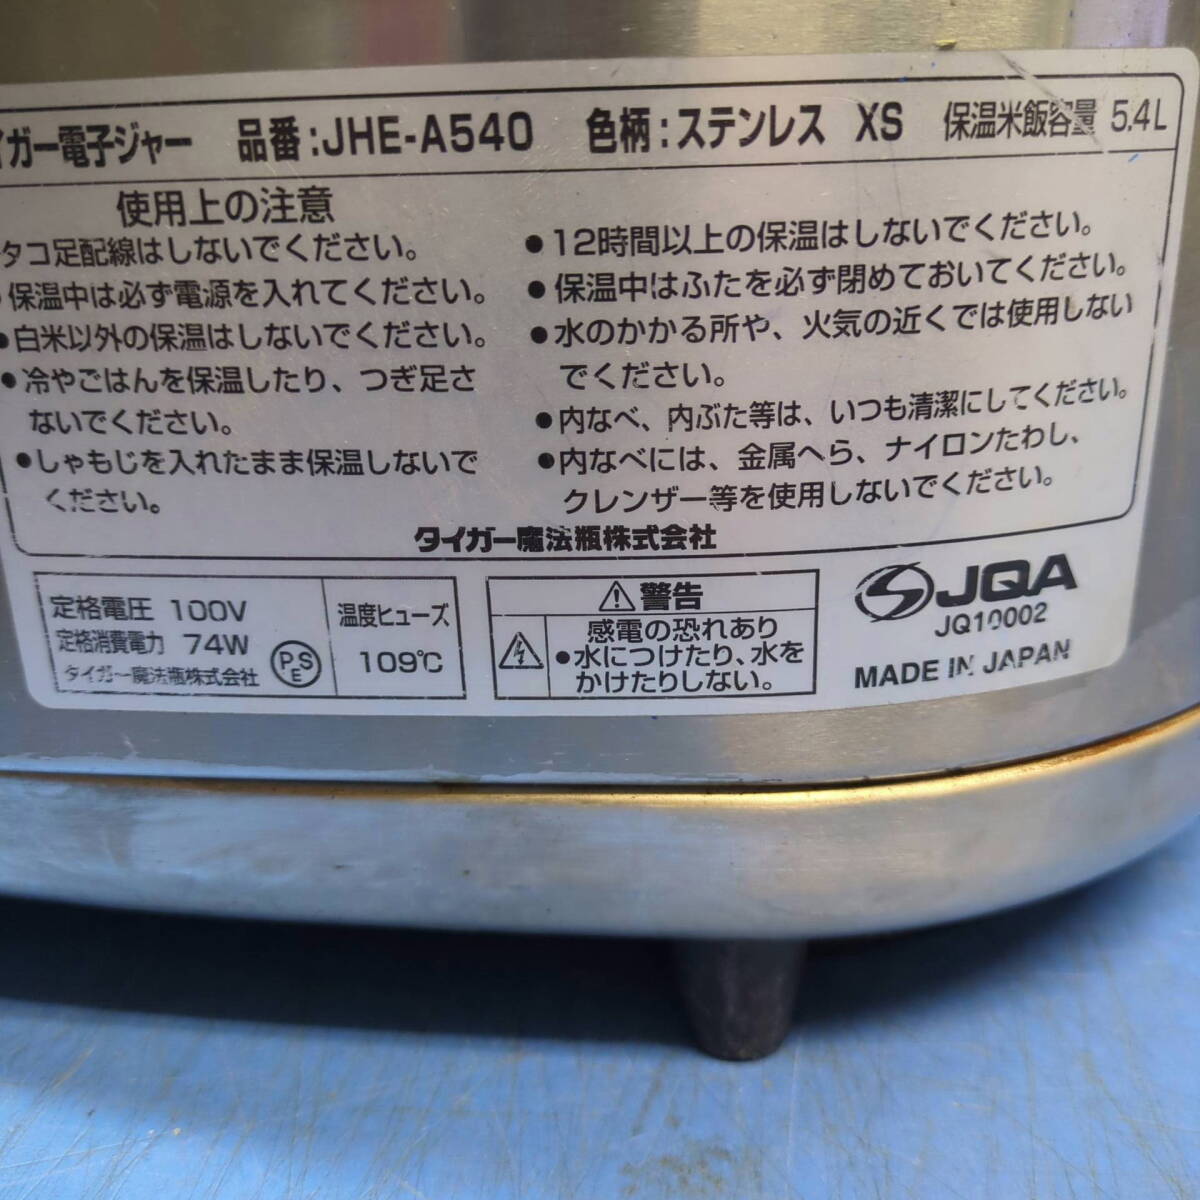 イガー電子ジャー 品番:JHE-A540 色柄:ステンレス XS 保温米飯容量 5.4L
使用上の注意
タコ足配線はしないでください。
保温中は必ず電源を入れてください。
●白米以外の保温はしないでください。
●冷やごはんを保温したり、つぎ足さ
ないでください。
●しゃもじを入れたまま保温しないで
ください。
●12時間以上の保温はしないでください。
●保温中はふたを必ず閉めておいてください。
●水のかかる所や、火気の近くでは使用しない
でください。
●内なべ、内ぶた等は、いつも清潔にしてください。
●内なべには、金属へら、ナイロンたわし、
クレンザー等を使用しないでください。
タイガー魔法瓶株式会社
定格電圧 100V
定格消費電力 74W
タイガー魔法瓶株式会社
PSE
温度ヒューズ
109℃
警告
感電の恐れあり
●水につけたり、水を
かけたりしない。
JQA
JQ10002
MADE IN JAPAN